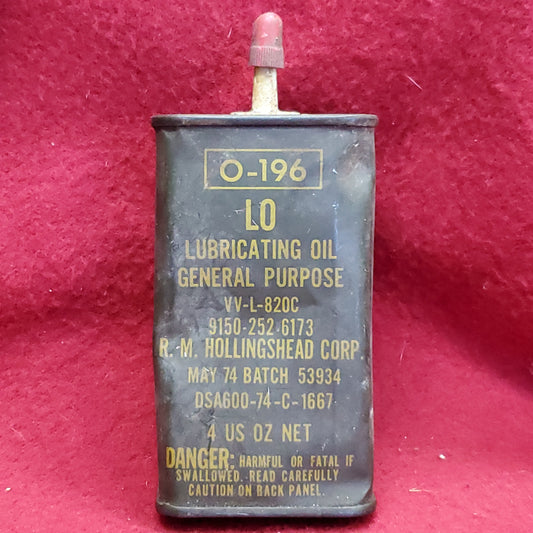 O-196
LO
LUBRICATING OIL
GENERAL PURPOSE
VV-L-820C
9150-252-6173
R.-M. HOLLINGSHEAD CORP.
MAY 74 BATCH 53934
DSA600-74-C-1667
4 US OZ NET
DANGER: HARMFUL OR FATAL IF
SWALLOWED. READ CAREFULLY
CAUTION ON BACK PANEL.